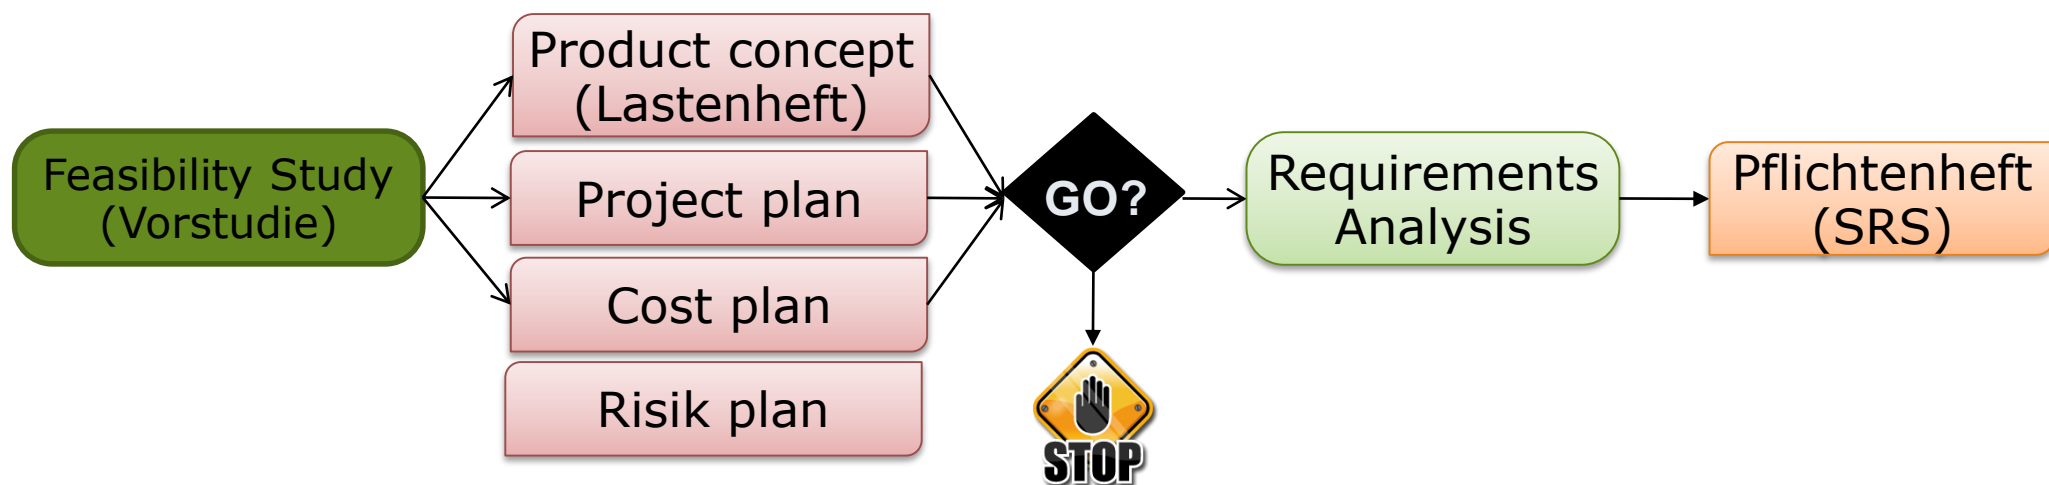 Feasibility Study
(Vorstudie)
Product concept
(Lastenheft)
Project plan
Cost plan
Risik plan
GO?
STOP
Requirements
Analysis
Pflichtenheft
(SRS)